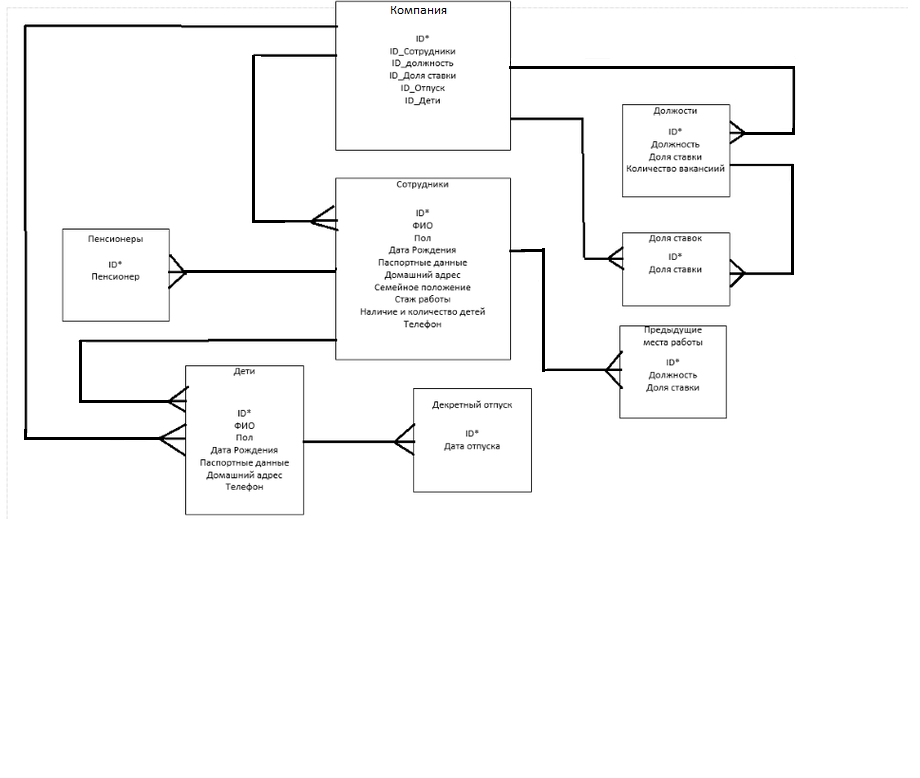 Компания
ID*
ID_Сотрудники
ID_должность
ID_Доля ставки
ID_Отпуск
ID_Дети
Должости
ID*
Должность
Доля ставки
Количество вакансиий
Сотрудники
ID*
ФИО
Пол
Дата Рождения
Паспортные данные
Домашний адрес
Семейное положение
Стаж работы
Наличие и количество детей
Телефон
Пенсионеры
ID*
Пенсионер
Доля ставок
ID*
Доля ставки
Предыдущие
места работы
ID*
Должность
Доля ставки
Дети
ID*
ФИО
Пол
Дата Рождения
Паспортные данные
Домашний адрес
Телефон
Декретный отпуск
ID*
Дата отпуска